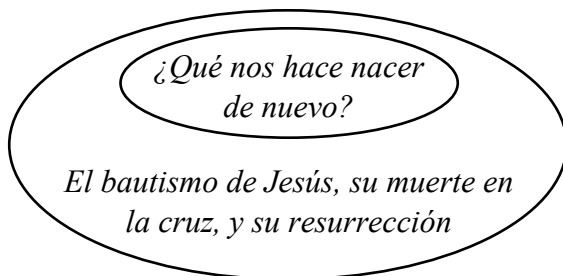 ¿Qué nos hace nacer
de nuevo?
El bautismo de Jesús, su muerte en
la cruz, y su resurrección